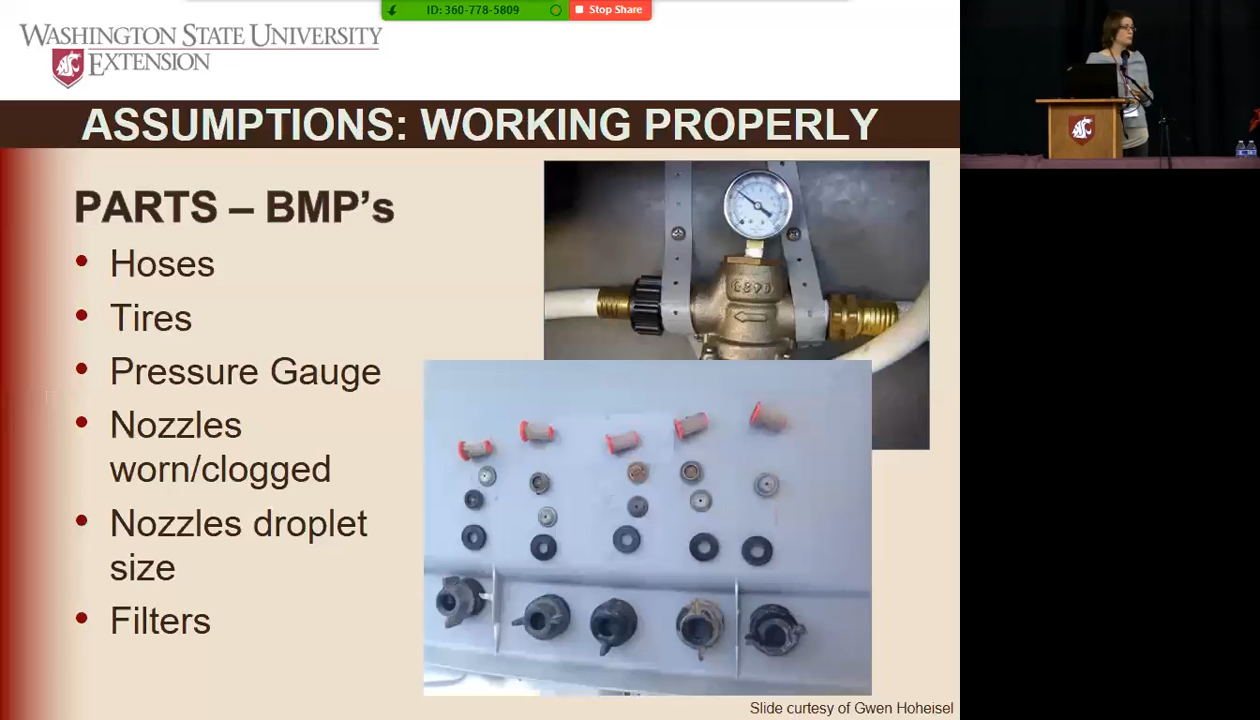 ID: 360-778-5809
Stop Share
WASHINGTON STATE UNIVERSITY
EXTENSION
ASSUMPTIONS: WORKING PROPERLY
PARTS – BMP's
• Hoses
• Tires
• Pressure Gauge
• Nozzles
worn/clogged
• Nozzles droplet
size
• Filters
Slide curtesy of Gwen Hoheisel